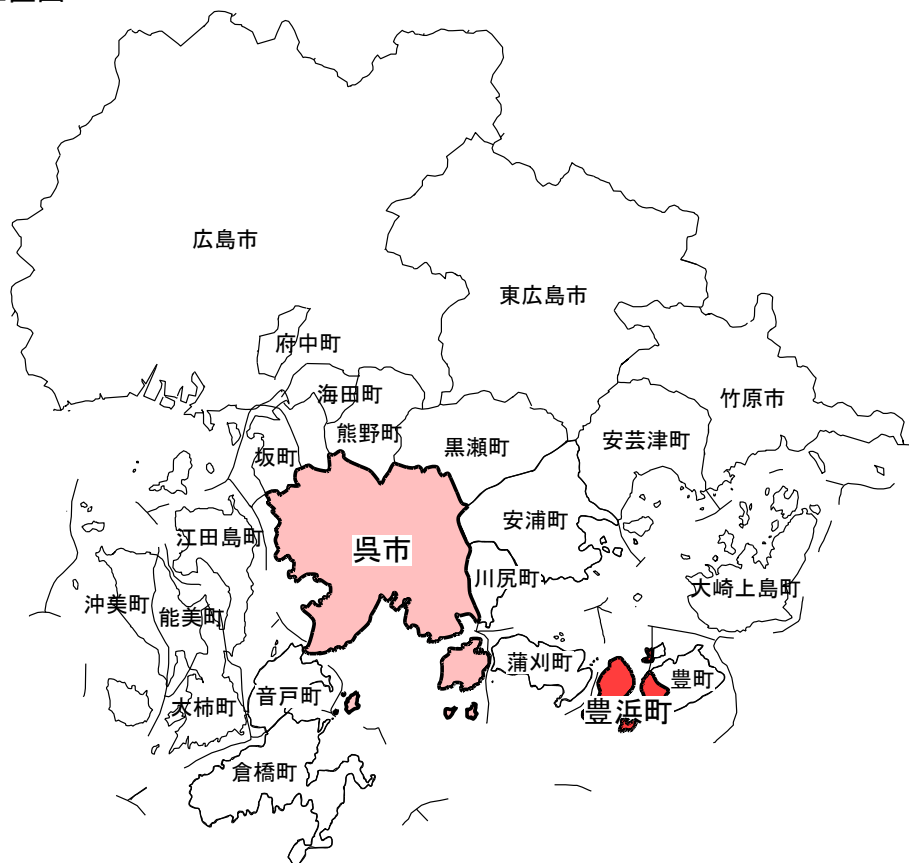 広島市
東広島市
府中町
海田町
竹原市
熊野町
安芸津町
黒瀬町
坂町
安浦町
江田島町
呉市
川尻町
大崎上島町
沖美町
能美町
蒲刈町
豊町
音戸町
大柿町
豊浜町
倉橋町